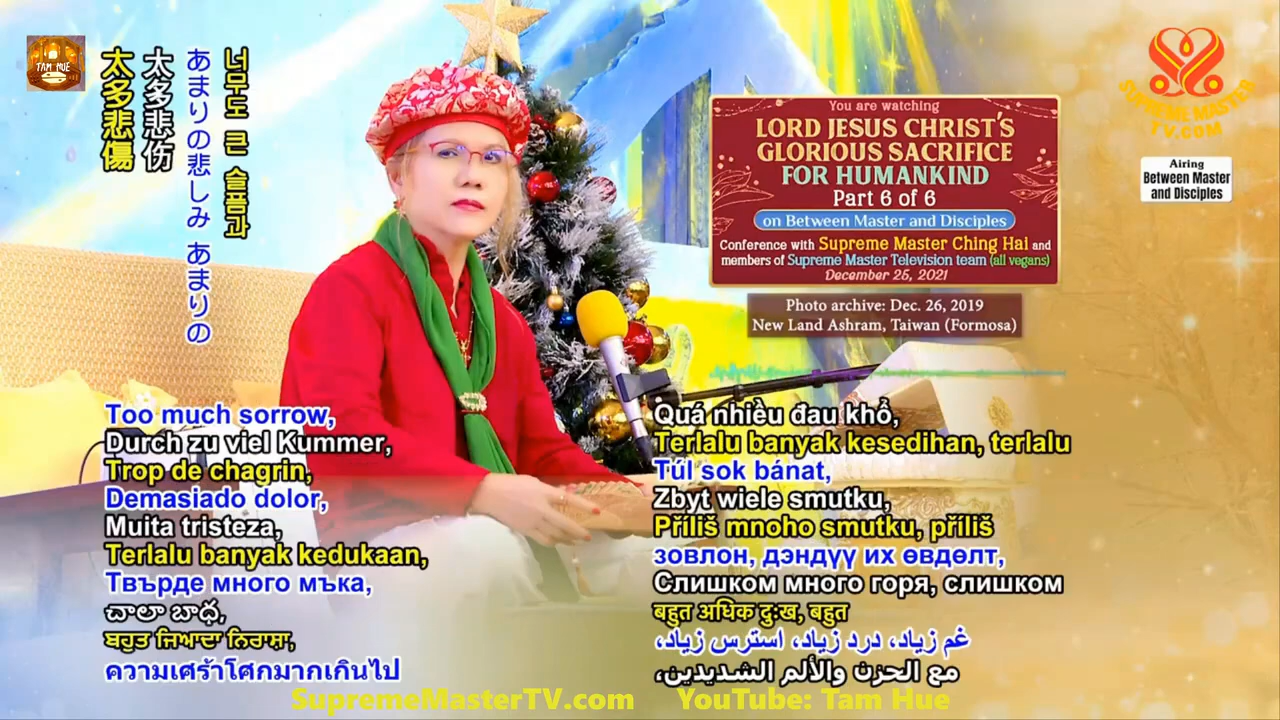 TAM HUE
너무도 큰 슬픔과
あまりの悲しみ あまりの
太多悲伤
太多悲傷
SUPREME MASTER
TV.COM
Airing
Between Master
and Disciples
You are watching
LORD JESUS CHRIST'S
GLORIOUS SACRIFICE
FOR HUMANKIND
Part 6 of 6
on Between Master and Disciples
Conference with Supreme Master Ching Hai and
members of Supreme Master Television team (all vegans)
December 25, 2021
Photo archive: Dec. 26, 2019
New Land Ashram, Taiwan (Formosa)
Too much sorrow,
Durch zu viel Kummer,
Trop de chagrin,
Demasiado dolor,
Muita tristeza,
Terlalu banyak kedukaan,
Твърде много мъка,
చాలా బాధ,
ਬਹੁਤ ਜਿਆਦਾ ਨਿਰਾਸ਼ਾ,
ความเศร้าโศกมากเกินไป
Quá nhiều đau khổ,
Terlalu banyak kesedihan, terlalu
Túl sok bánat,
Zbyt wiele smutku,
Příliš mnoho smutku, příliš
зовлон, дэндүү их өвдөлт,
Слишком много горя, слишком
बहुत अधिक दुःख, बहुत
غم زیاد، درد زیاد، استرس زیاد،
مع الحزن والألم الشديدين،
SupremeMasterTV.com YouTube: Tam Hue